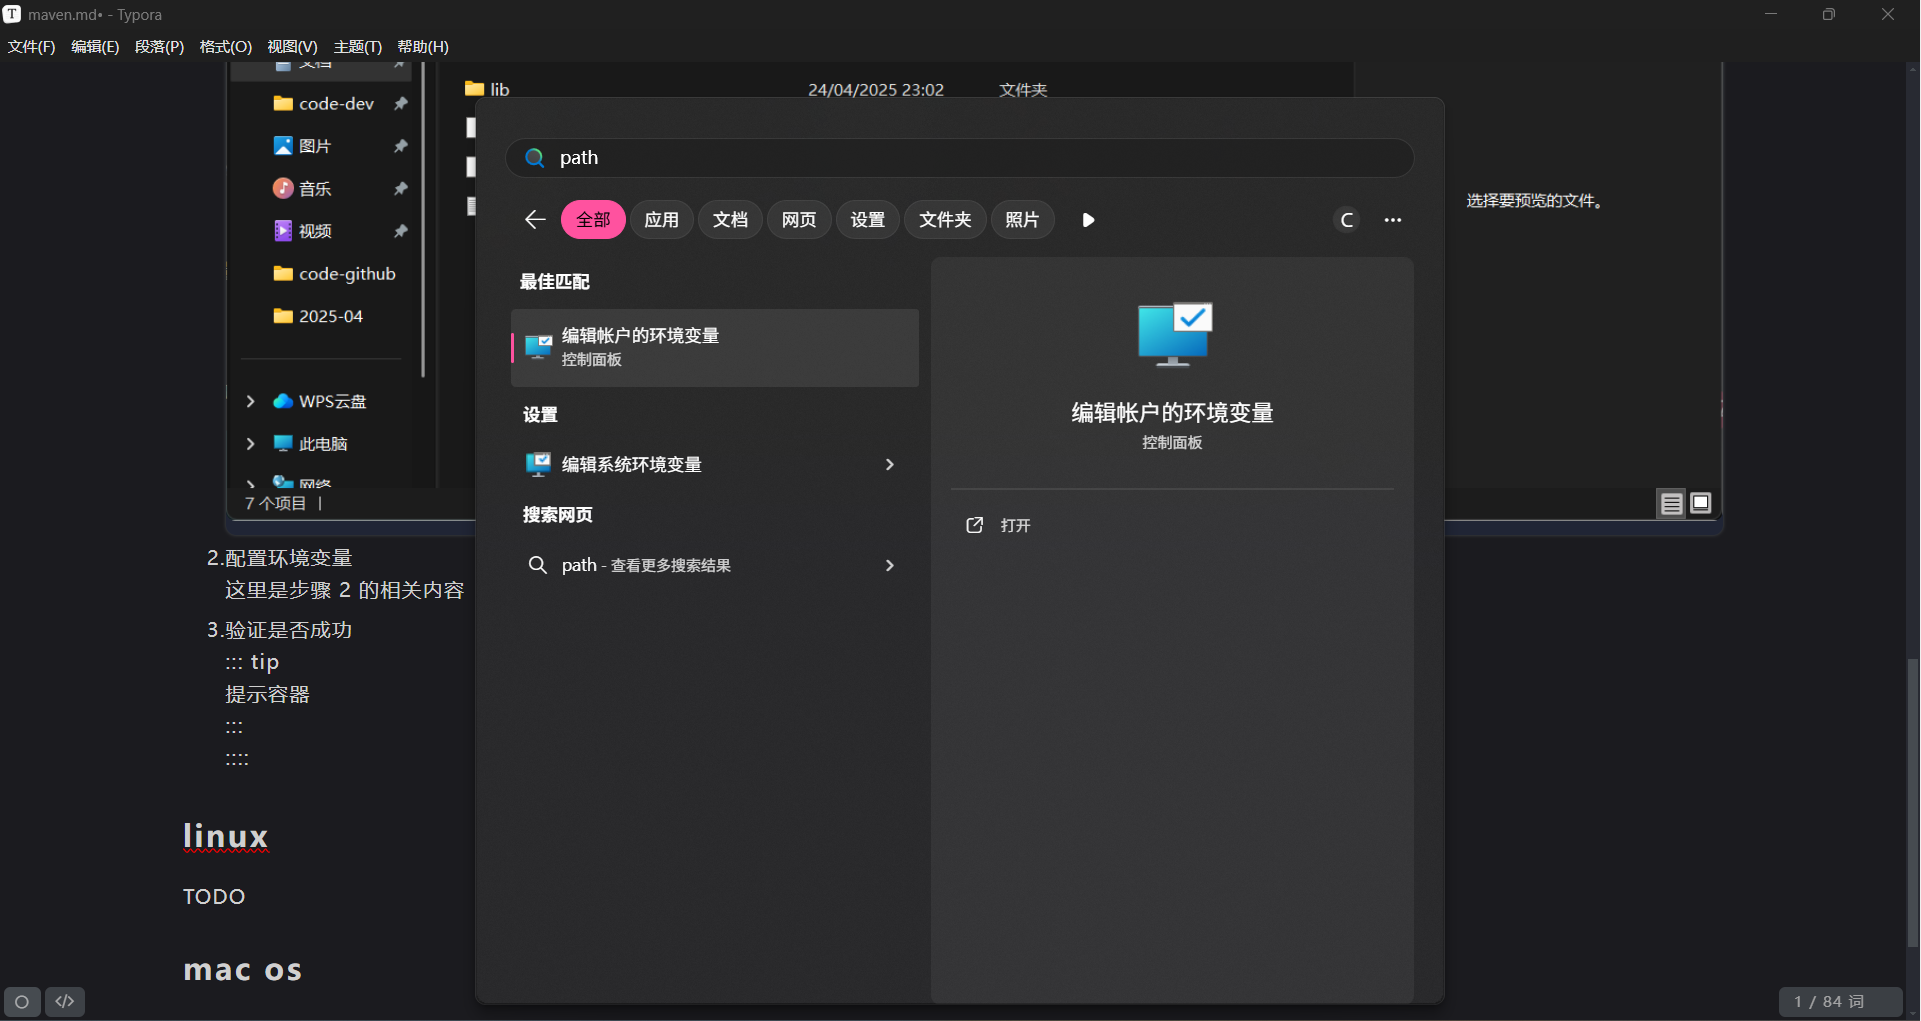 maven.md• - Typora
文件(F) 编辑(E) 段落(P) 格式(O) 视图(V) 主题(T) 帮助(H)
文档
code-dev
图片
音乐
视频
code-github
2025-04
WPS云盘
此电脑
网络
7 个项目
lib 24/04/2025 23:02 文件夹
选择要预览的文件。
path
全部 应用 文档 网页 设置 文件夹 照片 C
最佳匹配
编辑帐户的环境变量
控制面板
设置
编辑系统环境变量
搜索网页
path - 查看更多搜索结果
编辑帐户的环境变量
控制面板
打开
2.配置环境变量
这里是步骤 2 的相关内容
3.验证是否成功
::: tip
提示容器
:::
::::
linux
TODO
mac os
1 / 84 词